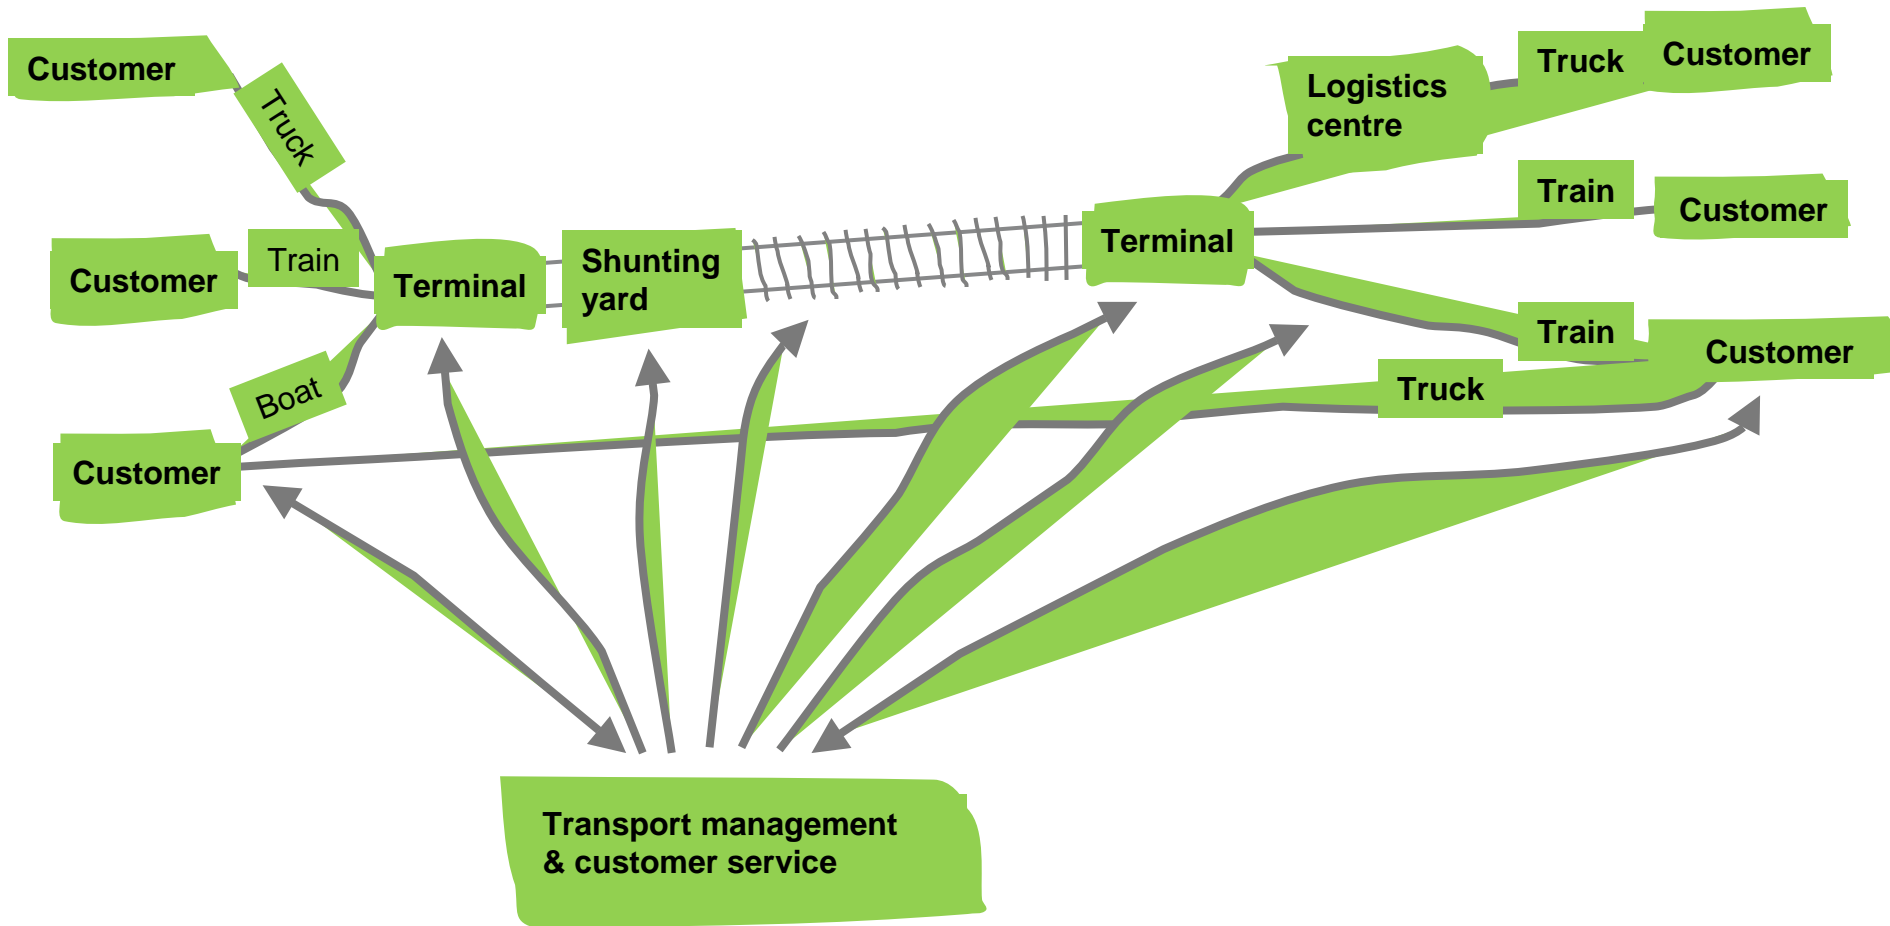 Customer
Truck
Customer
Train
Terminal
Shunting
yard
Boat
Customer
Terminal
Logistics
centre
Truck
Customer
Train
Customer
Train
Customer
Truck
Transport management
& customer service